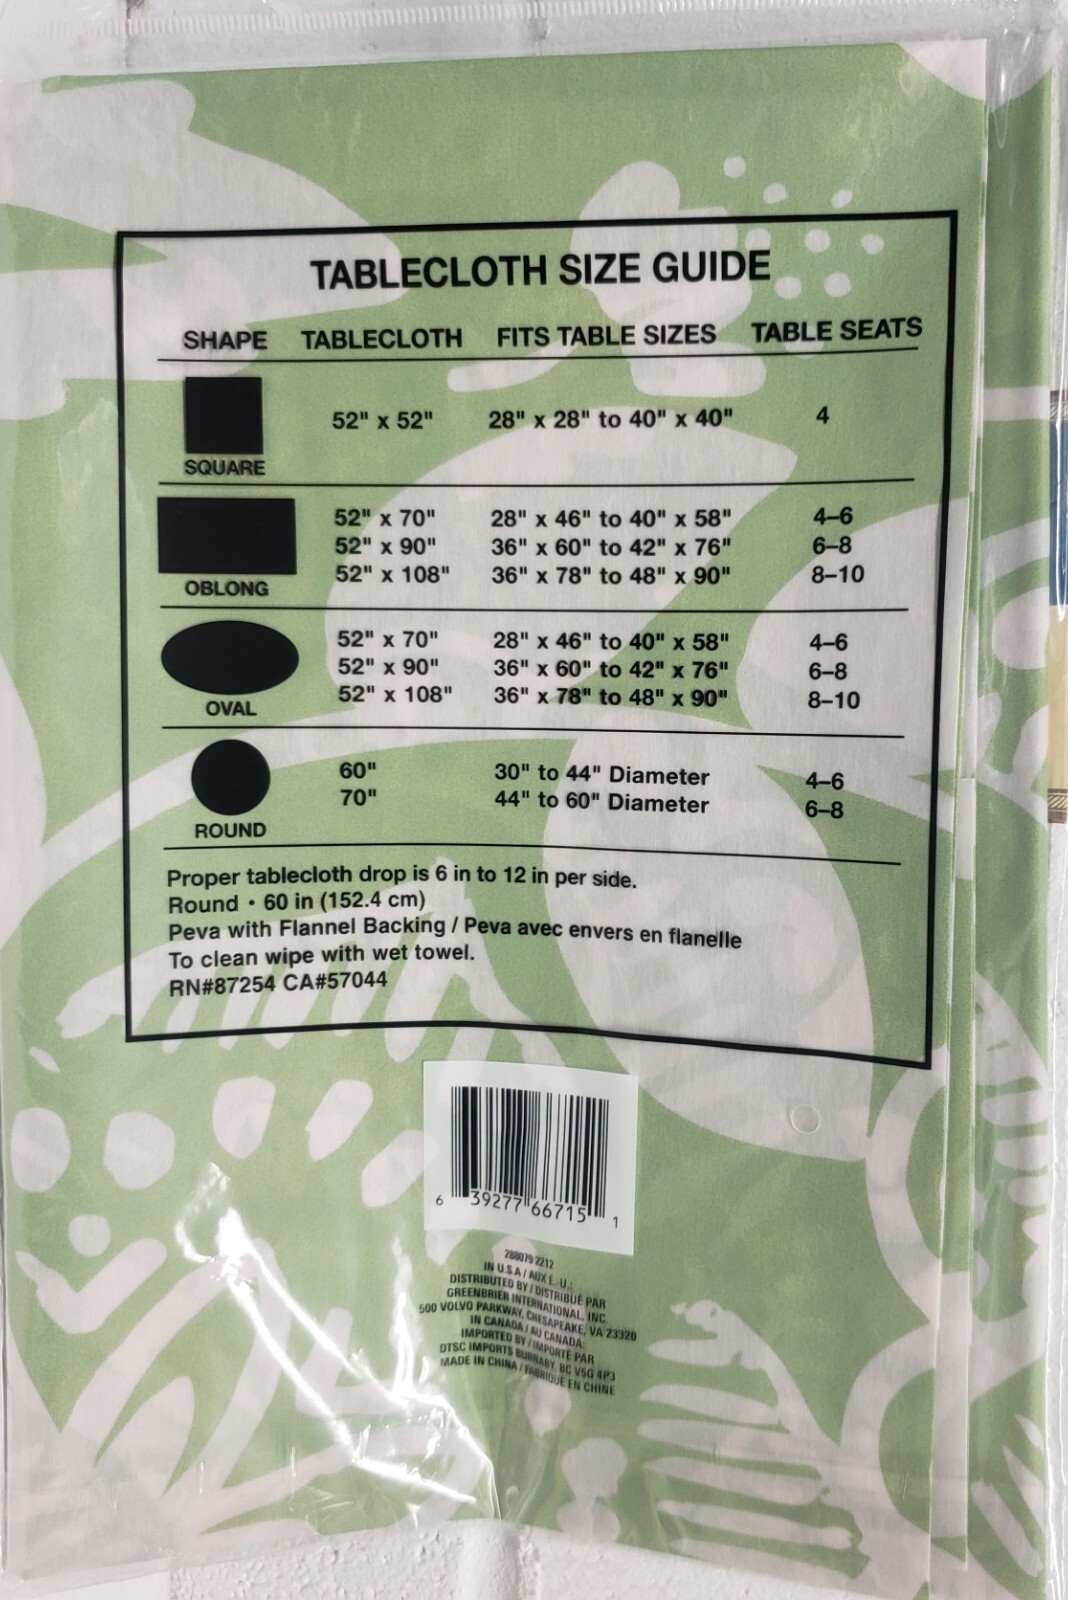 TABLECLOTH SIZE GUIDE
SHAPE TABLECLOTH FITS TABLE SIZES TABLE SEATS
52" x 52" 28" x 28" to 40" x 40" 4
SQUARE
52" x 70" 28" x 46" to 40" x 58" 4–6
52" x 90" 36" x 60" to 42" x 76" 6–8
52" x 108" 36" x 78" to 48" x 90" 8–10
OBLONG
52" x 70" 28" x 46" to 40" x 58" 4–6
52" x 90" 36" x 60" to 42" x 76" 6–8
52" x 108" 36" x 78" to 48" x 90" 8–10
OVAL
60" 30" to 44" Diameter 4–6
70" 44" to 60" Diameter 6–8
ROUND
Proper tablecloth drop is 6 in to 12 in per side.
Round • 60 in (152.4 cm)
Peva with Flannel Backing / Peva avec envers en flanelle
To clean wipe with wet towel.
RN#87254 CA#57044
6 39277 66715 1
288079 2212
IN U.S.A / AUX É.-U.:
DISTRIBUTED BY / DISTRIBUÉ PAR
GREENBRIER INTERNATIONAL, INC.
500 VOLVO PARKWAY, CHESAPEAKE, VA 23320
IN CANADA / AU CANADA:
IMPORTED BY / IMPORTÉ PAR
DTSC IMPORTS BURNABY, BC V5G 4P3
MADE IN CHINA / FABRIQUÉ EN CHINE